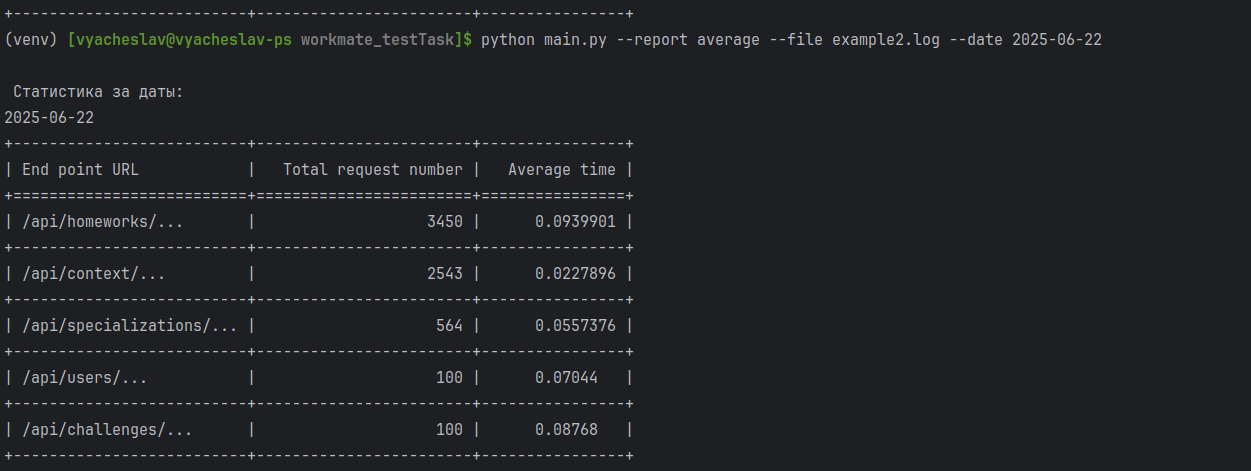 +--------------------------+------------------------+----------------+
(venv) [vyacheslav@vyacheslav-ps workmate_testTask]$ python main.py --report average --file example2.log --date 2025-06-22
 Статистика за даты:
2025-06-22
+--------------------------+------------------------+----------------+
| End point URL            |   Total request number |   Average time |
+==========================+========================+================+
| /api/homeworks/...       |                   3450 |      0.0939901 |
+--------------------------+------------------------+----------------+
| /api/context/...         |                   2543 |      0.0227896 |
+--------------------------+------------------------+----------------+
| /api/specializations/... |                    564 |      0.0557376 |
+--------------------------+------------------------+----------------+
| /api/users/...           |                    100 |      0.07044   |
+--------------------------+------------------------+----------------+
| /api/challenges/...      |                    100 |      0.08768   |
+--------------------------+------------------------+----------------+